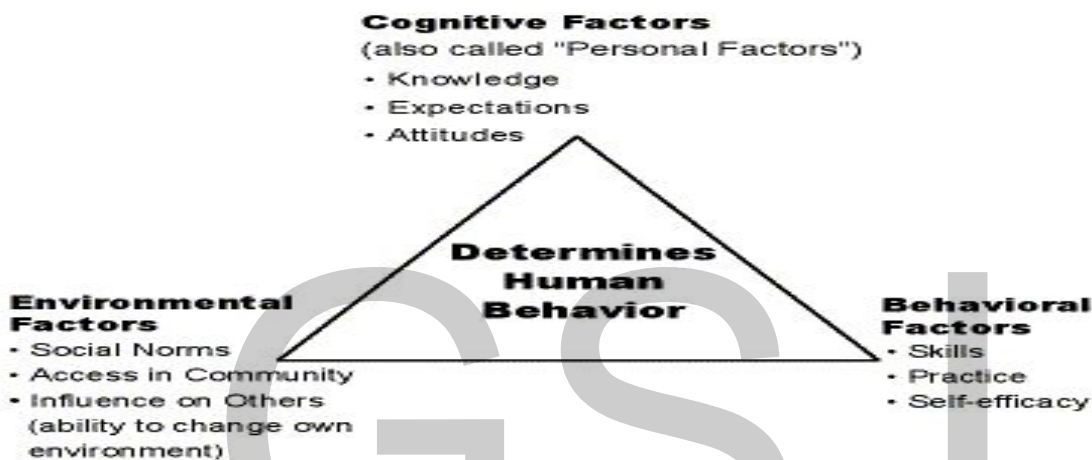 Cognitive Factors
(also called "Personal Factors")
• Knowledge
• Expectations
• Attitudes
Determines
Human
Behavior
Environmental
Factors
• Social Norms
• Access in Community
• Influence on Others
(ability to change own
environment)
Behavioral
Factors
• Skills
• Practice
• Self-efficacy
GSI